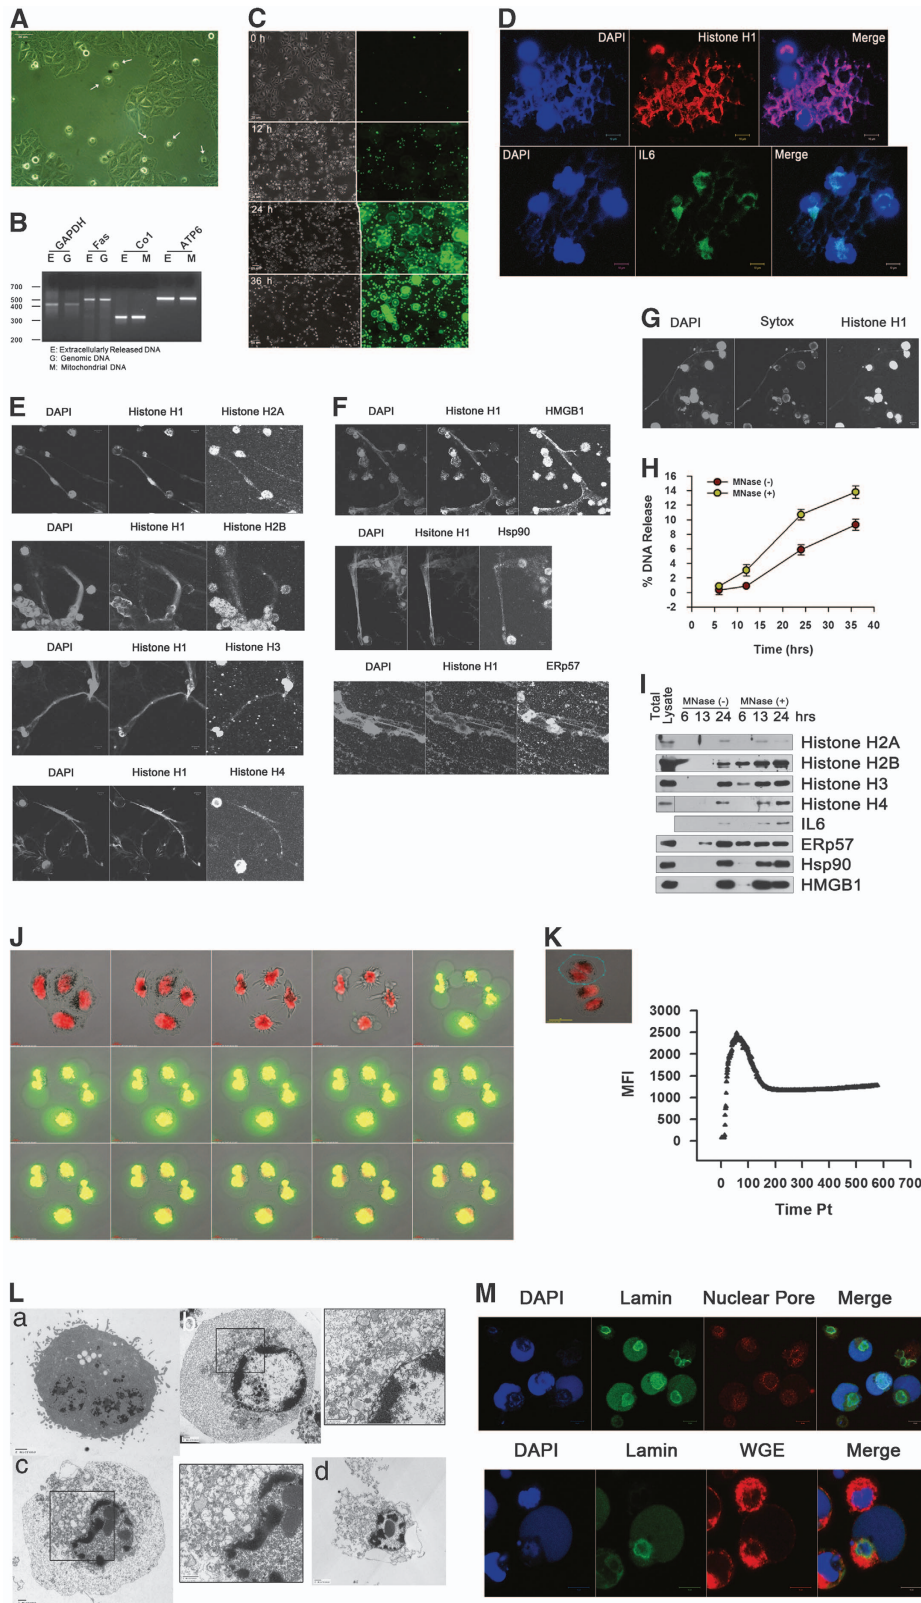 A
B
GAPDH Fas Co1 ATP6
E G E G E M E M
700
500
400
300
200
E: Extracellularly Released DNA
G: Genomic DNA
M: Mitochondrial DNA
C
0 h
12 h
24 h
36 h
D
DAPI Histone H1 Merge
DAPI IL6 Merge
G
DAPI Sytox Histone H1
E
DAPI Histone H1 Histone H2A
DAPI Histone H1 Histone H2B
DAPI Histone H1 Histone H3
DAPI Histone H1 Histone H4
F
DAPI Histone H1 HMGB1
DAPI Hsitone H1 Hsp90
DAPI Histone H1 ERp57
H
MNase (-)
MNase (+)
% DNA Release
16
14
12
10
8
6
4
2
0
-2
0 5 10 15 20 25 30 35 40
Time (hrs)
I
Total Lysate
MNase (-) MNase (+)
6 13 24 6 13 24 hrs
Histone H2A
Histone H2B
Histone H3
Histone H4
IL6
ERp57
Hsp90
HMGB1
J
K
MFI
3000
2500
2000
1500
1000
500
0
0 100 200 300 400 500 600 700
Time Pt
L
a
b
c
d
M
DAPI Lamin Nuclear Pore Merge
DAPI Lamin WGE Merge